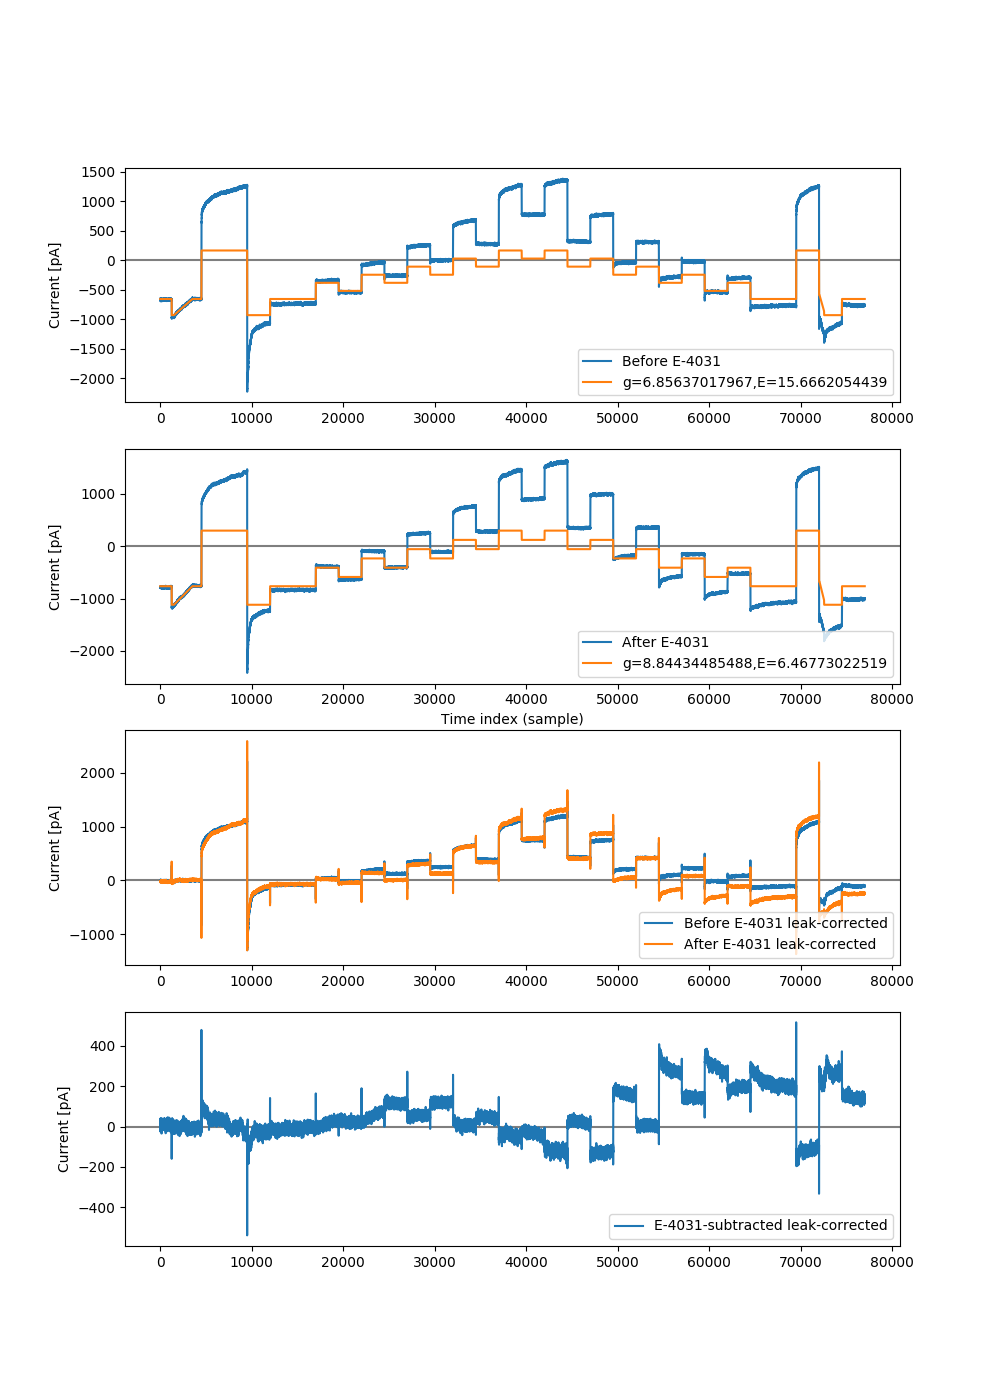 Current [pA]
1500
1000
500
0
−500
−1000
−1500
−2000
Before E-4031
g=6.85637017967,E=15.6662054439
0 10000 20000 30000 40000 50000 60000 70000 80000
Current [pA]
1000
0
−1000
−2000
After E-4031
g=8.84434485488,E=6.46773022519
0 10000 20000 30000 40000 50000 60000 70000 80000
Time index (sample)
Current [pA]
2000
1000
0
−1000
Before E-4031 leak-corrected
After E-4031 leak-corrected
0 10000 20000 30000 40000 50000 60000 70000 80000
Current [pA]
400
200
0
−200
−400
E-4031-subtracted leak-corrected
0 10000 20000 30000 40000 50000 60000 70000 80000